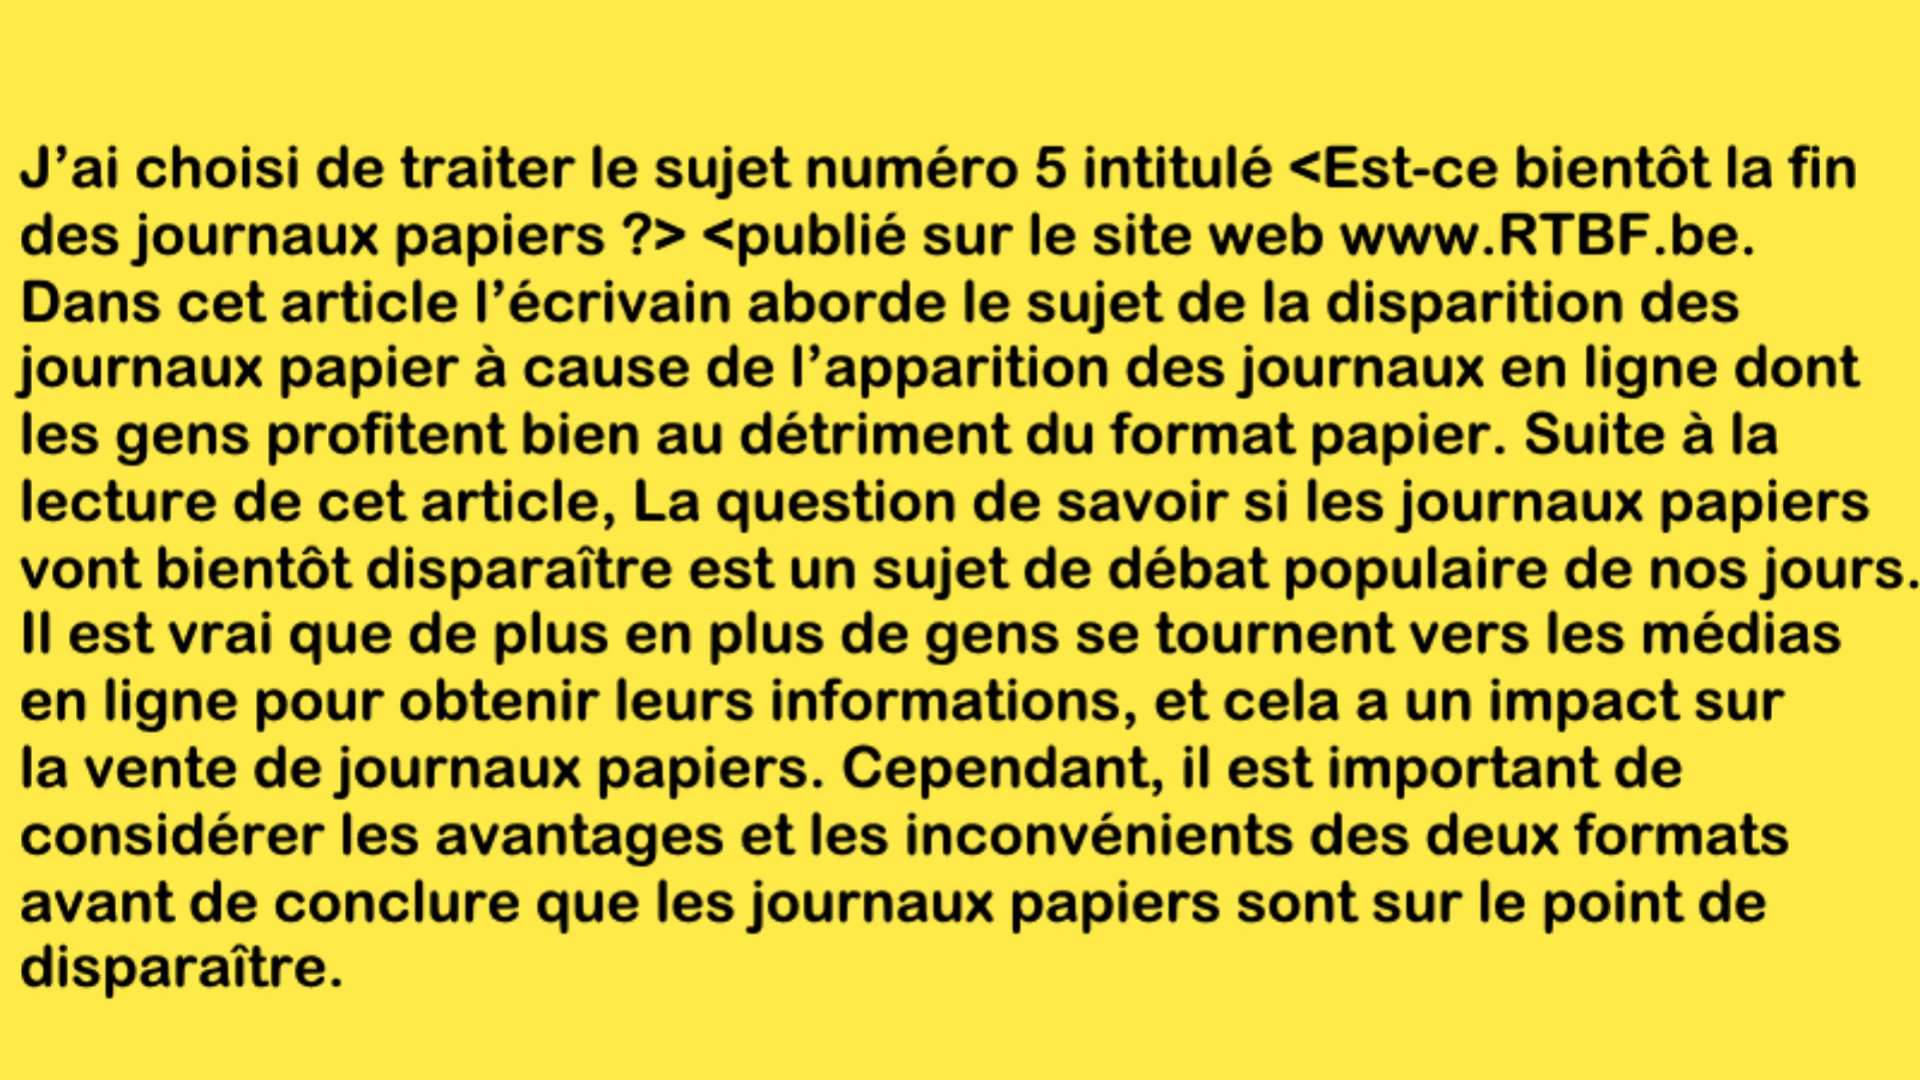 J’ai choisi de traiter le sujet numéro 5 intitulé <Est-ce bientôt la fin
des journaux papiers ?> <publié sur le site web www.RTBF.be.
Dans cet article l’écrivain aborde le sujet de la disparition des
journaux papier à cause de l’apparition des journaux en ligne dont
les gens profitent bien au détriment du format papier. Suite à la
lecture de cet article, La question de savoir si les journaux papiers
vont bientôt disparaître est un sujet de débat populaire de nos jours.
Il est vrai que de plus en plus de gens se tournent vers les médias
en ligne pour obtenir leurs informations, et cela a un impact sur
la vente de journaux papiers. Cependant, il est important de
considérer les avantages et les inconvénients des deux formats
avant de conclure que les journaux papiers sont sur le point de
disparaître.